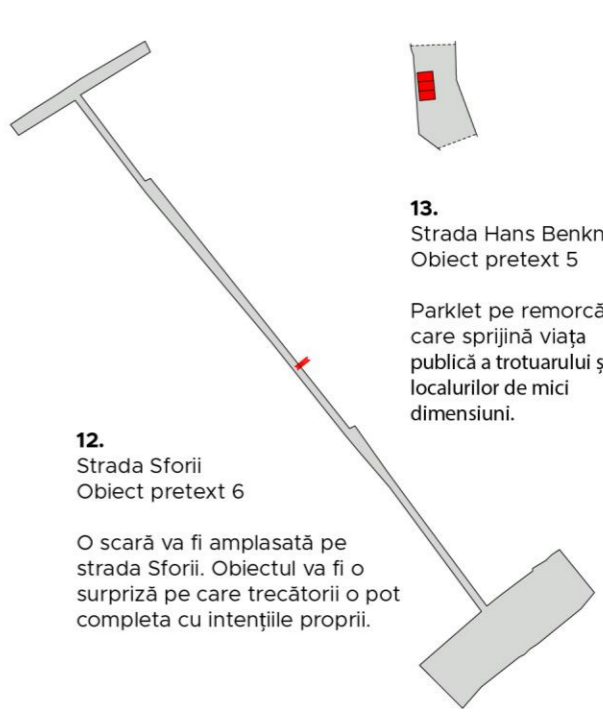 13.
Strada Hans Benkn
Obiect pretext 5
Parklet pe remorcă
care sprijină viața
publică a trotuarului ș
localurilor de mici
dimensiuni.
12.
Strada Sforii
Obiect pretext 6
O scară va fi amplasată pe
strada Sforii. Obiectul va fi o
surpriză pe care trecătorii o pot
completa cu intențiile proprii.